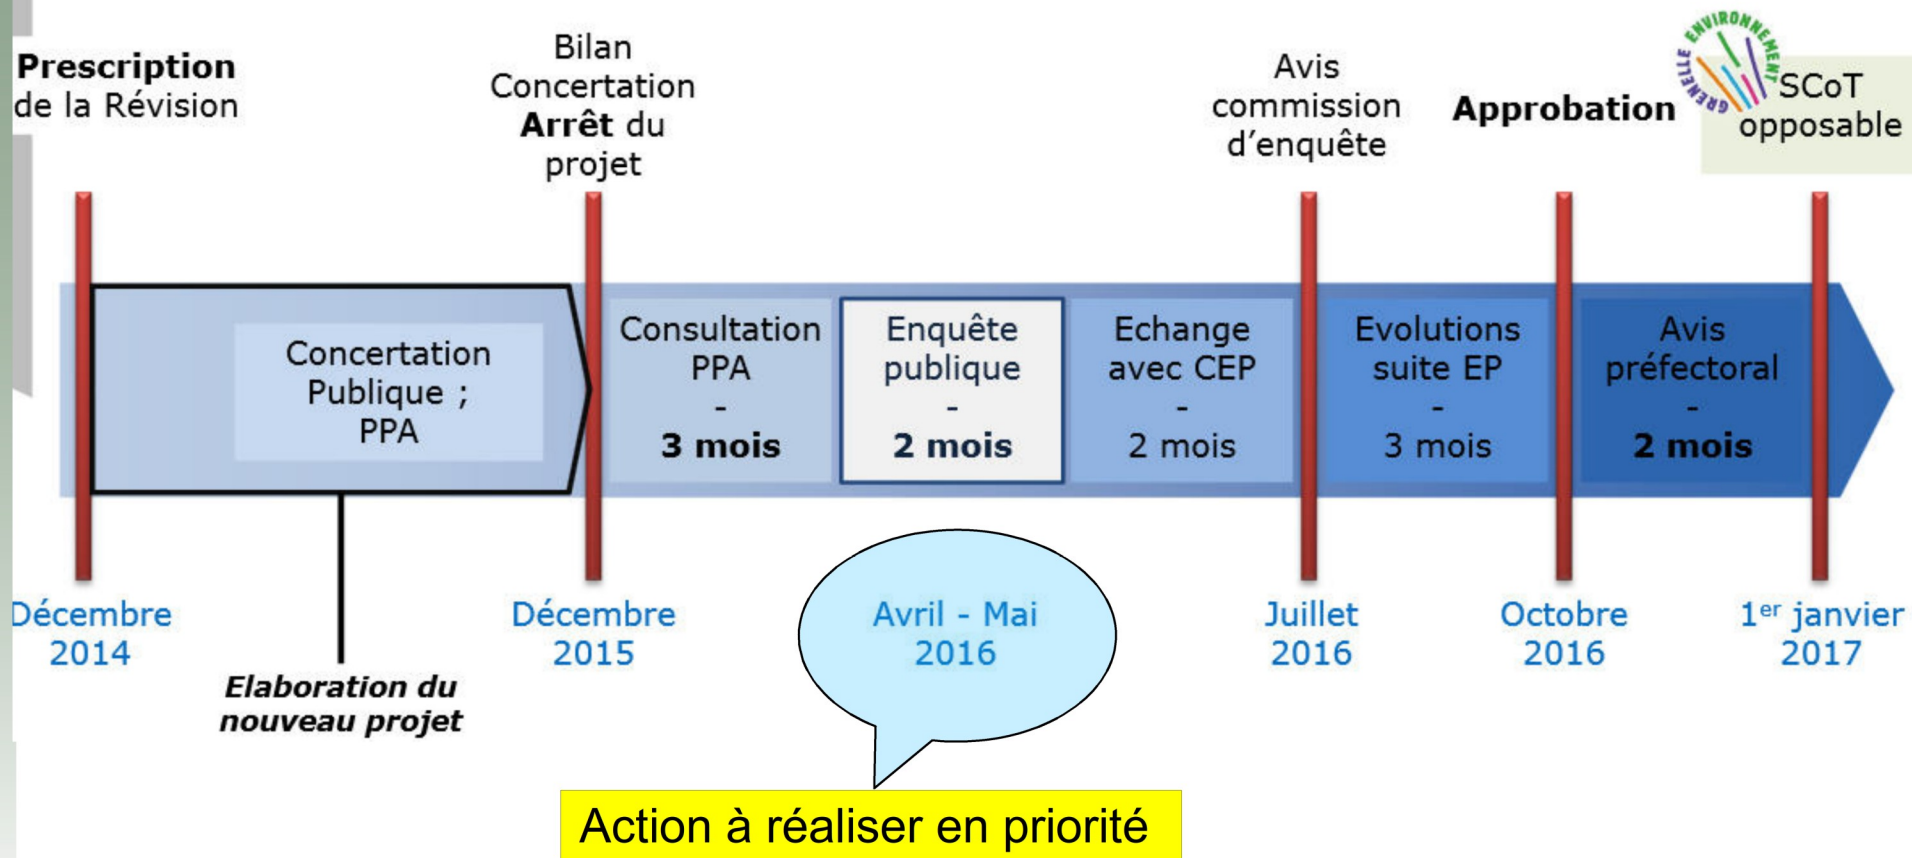 Prescription
de la Révision
Bilan
Concertation
Arrêt du
projet
Avis
commission
d'enquête
Approbation
GRENELLE ENVIRONNEMENT
SCoT
opposable
Concertation
Publique ;
PPA
Consultation
PPA
-
3 mois
Enquête
publique
-
2 mois
Echange
avec CEP
-
2 mois
Evolutions
suite EP
-
3 mois
Avis
préfectoral
-
2 mois
Décembre
2014
Elaboration du
nouveau projet
Décembre
2015
Avril - Mai
2016
Juillet
2016
Octobre
2016
1er janvier
2017
Action à réaliser en priorité